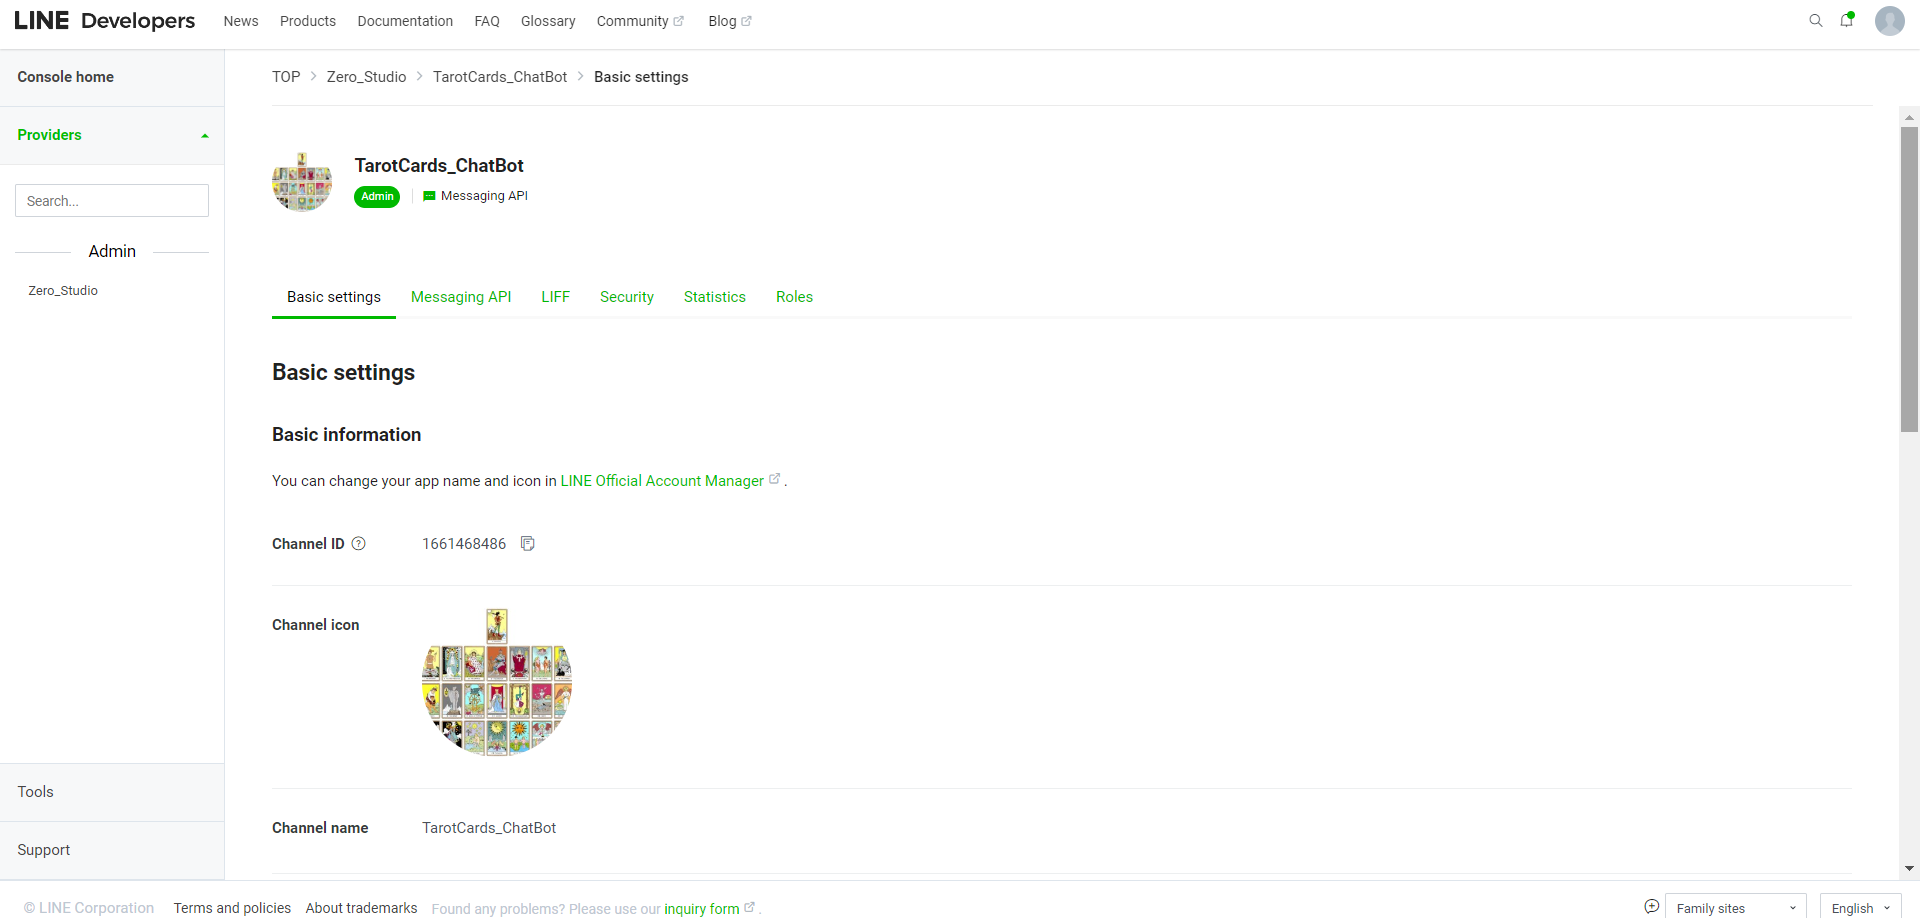 LINE Developers News Products Documentation FAQ Glossary Community Blog
Console home
Providers
Search...
Admin
Zero_Studio
Tools
Support
TOP > Zero_Studio > TarotCards_ChatBot > Basic settings
TarotCards_ChatBot
Admin Messaging API
Basic settings Messaging API LIFF Security Statistics Roles
Basic settings
Basic information
You can change your app name and icon in LINE Official Account Manager .
Channel ID ? 1661468486
Channel icon
Channel name TarotCards_ChatBot
© LINE Corporation Terms and policies About trademarks Found any problems? Please use our inquiry form . Family sites English